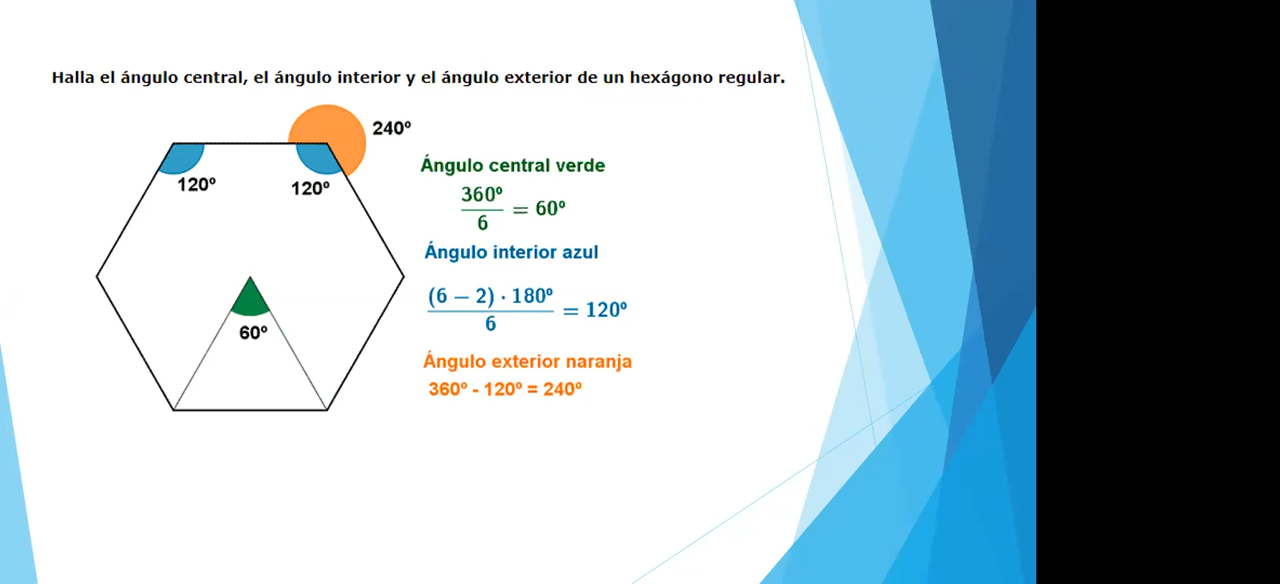 Halla el ángulo central, el ángulo interior y el ángulo exterior de un hexágono regular.
240º
120º
120º
60º
Ángulo central verde
360º/6 = 60º
Ángulo interior azul
(6 − 2) · 180º/6 = 120º
Ángulo exterior naranja
360º - 120º = 240º